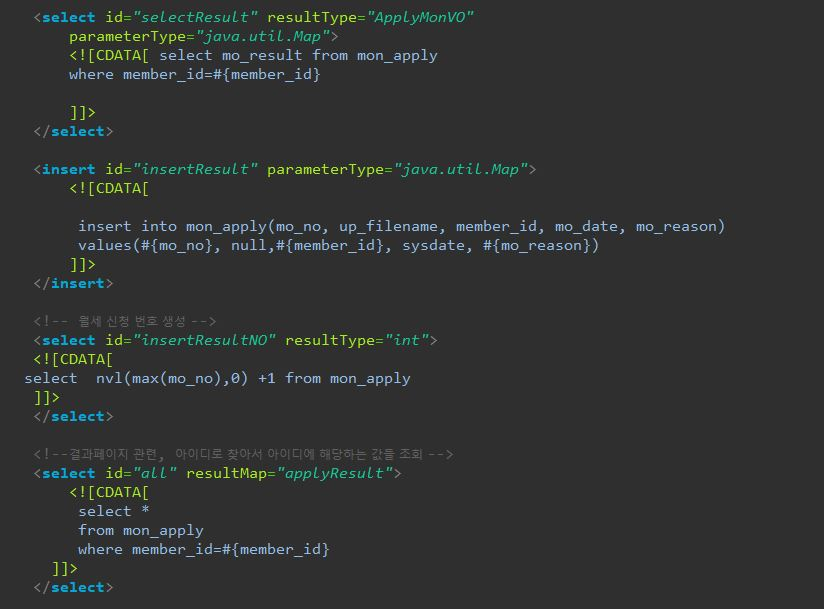 <select id="selectResult" resultType="ApplyMonVO"
parameterType="java.util.Map">
<![CDATA[ select mo_result from mon_apply
where member_id=#{member_id}
]]>
</select>
<insert id="insertResult" parameterType="java.util.Map">
<![CDATA[
insert into mon_apply(mo_no, up_filename, member_id, mo_date, mo_reason)
values(#{mo_no}, null,#{member_id}, sysdate, #{mo_reason})
]]>
</insert>
<!-- 월세 신청 번호 생성 -->
<select id="insertResultNO" resultType="int">
<![CDATA[
select  nvl(max(mo_no),0) +1 from mon_apply
]]>
</select>
<!--결과페이지 관련, 아이디로 찾아서 아이디에 해당하는 값들 조회 -->
<select id="all" resultMap="applyResult">
<![CDATA[
select *
from mon_apply
where member_id=#{member_id}
]]>
</select>